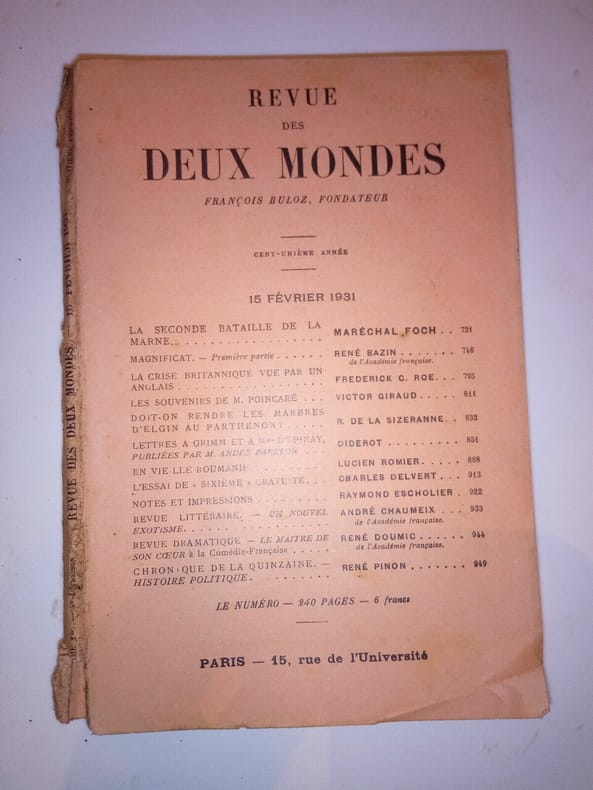 REVUE
DES
DEUX MONDES
FRANÇOIS BULOZ, FONDATEUR
CENT-UNIÈME ANNÉE
15 FÉVRIER 1931
LA SECONDE BATAILLE DE LA
MARNE. . . . . . . . . . . . . . . . MARÉCHAL FOCH . . 721
MAGNIFICAT. — Première partie . . . . . . RENÉ BAZIN . . . . . . . 746
de l'Académie française.
LA CRISE BRITANNIQUE VUE PAR UN
ANGLAIS . . . . . . . . . . . . . . . . FREDERICK C. ROE. . . 795
LES SOUVENIRS DE M. POINCARÉ . . . VICTOR GIRAUD . . . . 811
DOIT-ON RENDRE LES MARBRES
D'ELGIN AU PARTHENON? . . . . . R. DE LA SIZERANNE. . 832
LETTRES A GRIMM ET A Mme D'EPINAY,
PUBLIÉES PAR M. ANDRÉ BABELON . . . DIDEROT . . . . . . . . . 851
EN VIEILLE ROUMANIE . . . . . . . . LUCIEN ROMIER. . . . . 888
L'ESSAI DE « SIXIÈME » GRATUITE. . . CHARLES DELVERT . . . 913
NOTES ET IMPRESSIONS . . . . . . . . RAYMOND ESCHOLIER . 922
REVUE LITTÉRAIRE. — UN NOUVEL
EXOTISME. . . . . . . . . . . . . . . . ANDRÉ CHAUMEIX . . . 933
de l'Académie française.
REVUE DRAMATIQUE. — LE MAITRE DE
SON CŒUR à la Comédie-Française . . . . . RENÉ DOUMIC . . . . . 944
de l'Académie française.
CHRONIQUE DE LA QUINZAINE. —
HISTOIRE POLITIQUE. . . . . . . . . . RENÉ PINON . . . . . . . 949
LE NUMÉRO — 240 PAGES — 6 francs
PARIS — 15, rue de l'Université
REVUE DES DEUX MONDES